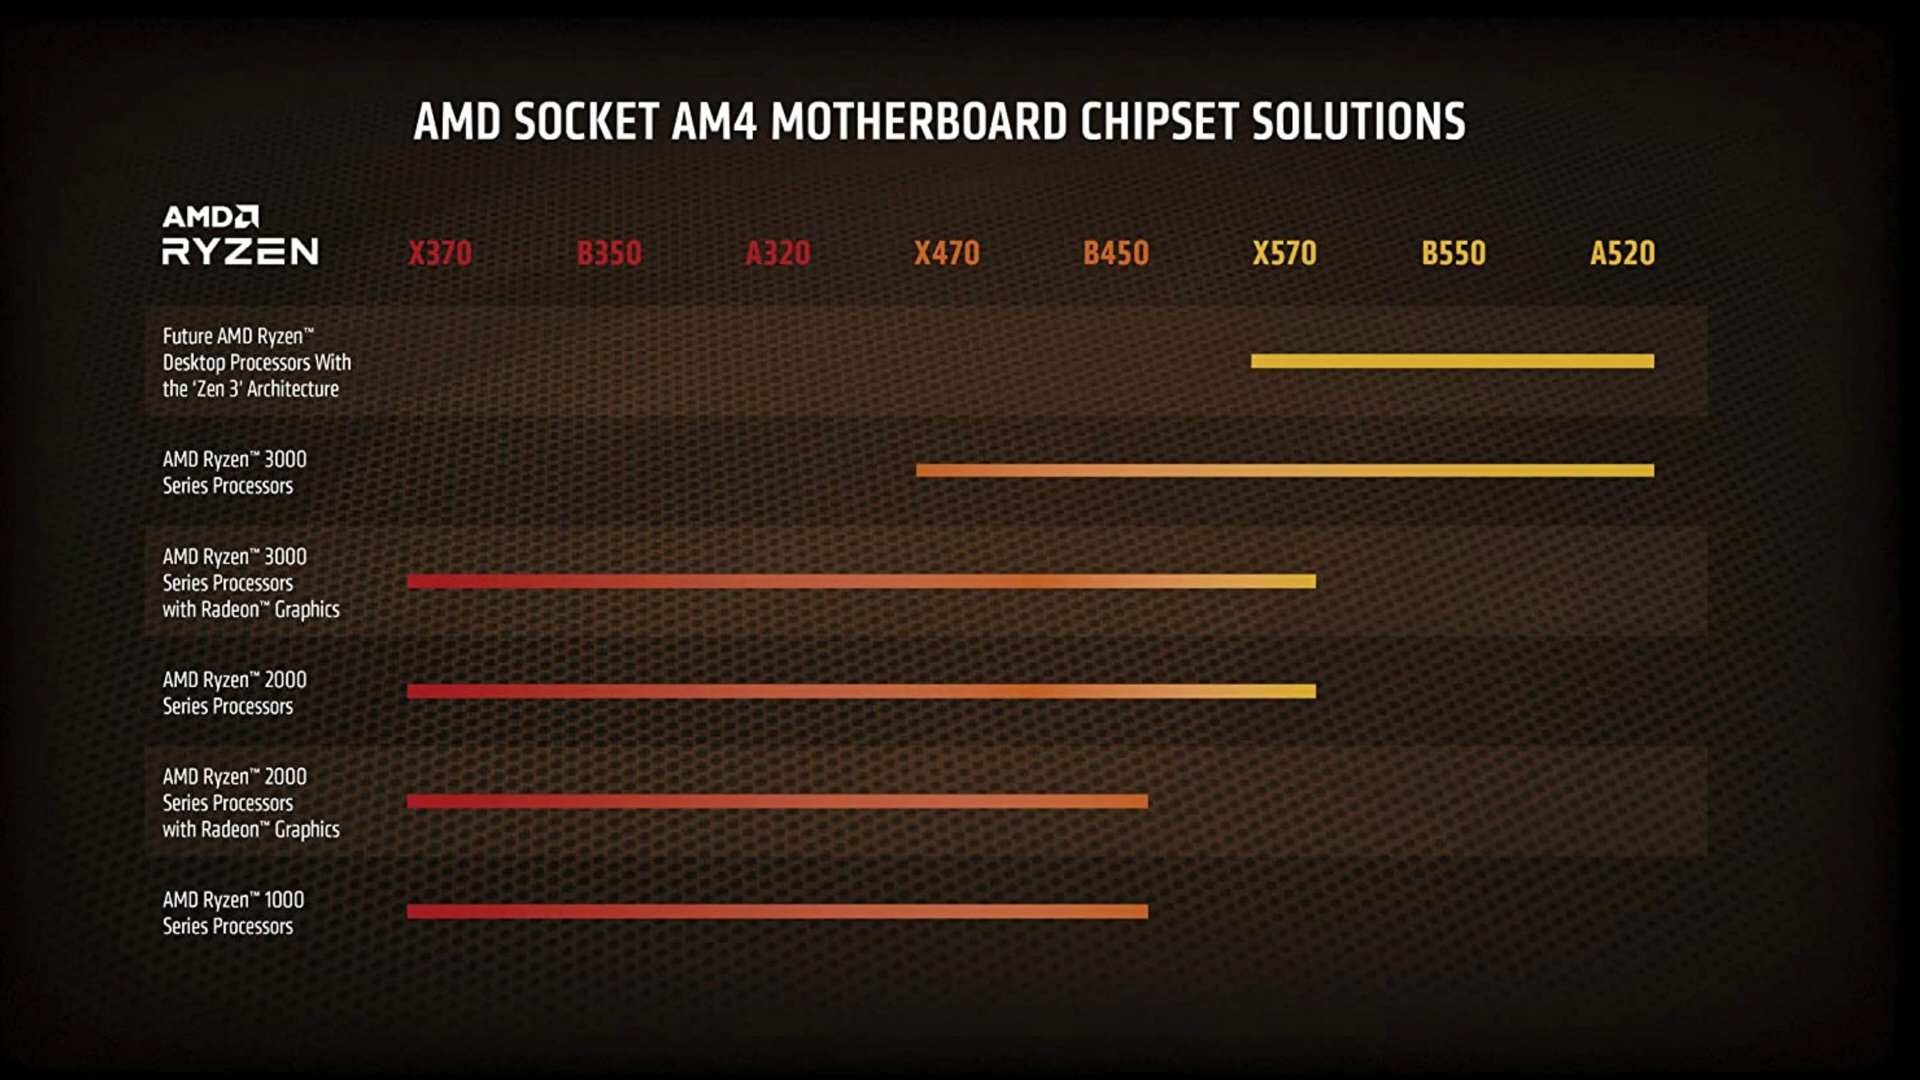 AMD SOCKET AM4 MOTHERBOARD CHIPSET SOLUTIONS
AMD
RYZEN
X370 B350 A320 X470 B450 X570 B550 A520
Future AMD Ryzen™
Desktop Processors With
the ‘Zen 3’ Architecture
AMD Ryzen™ 3000
Series Processors
AMD Ryzen™ 3000
Series Processors
with Radeon™ Graphics
AMD Ryzen™ 2000
Series Processors
AMD Ryzen™ 2000
Series Processors
with Radeon™ Graphics
AMD Ryzen™ 1000
Series Processors